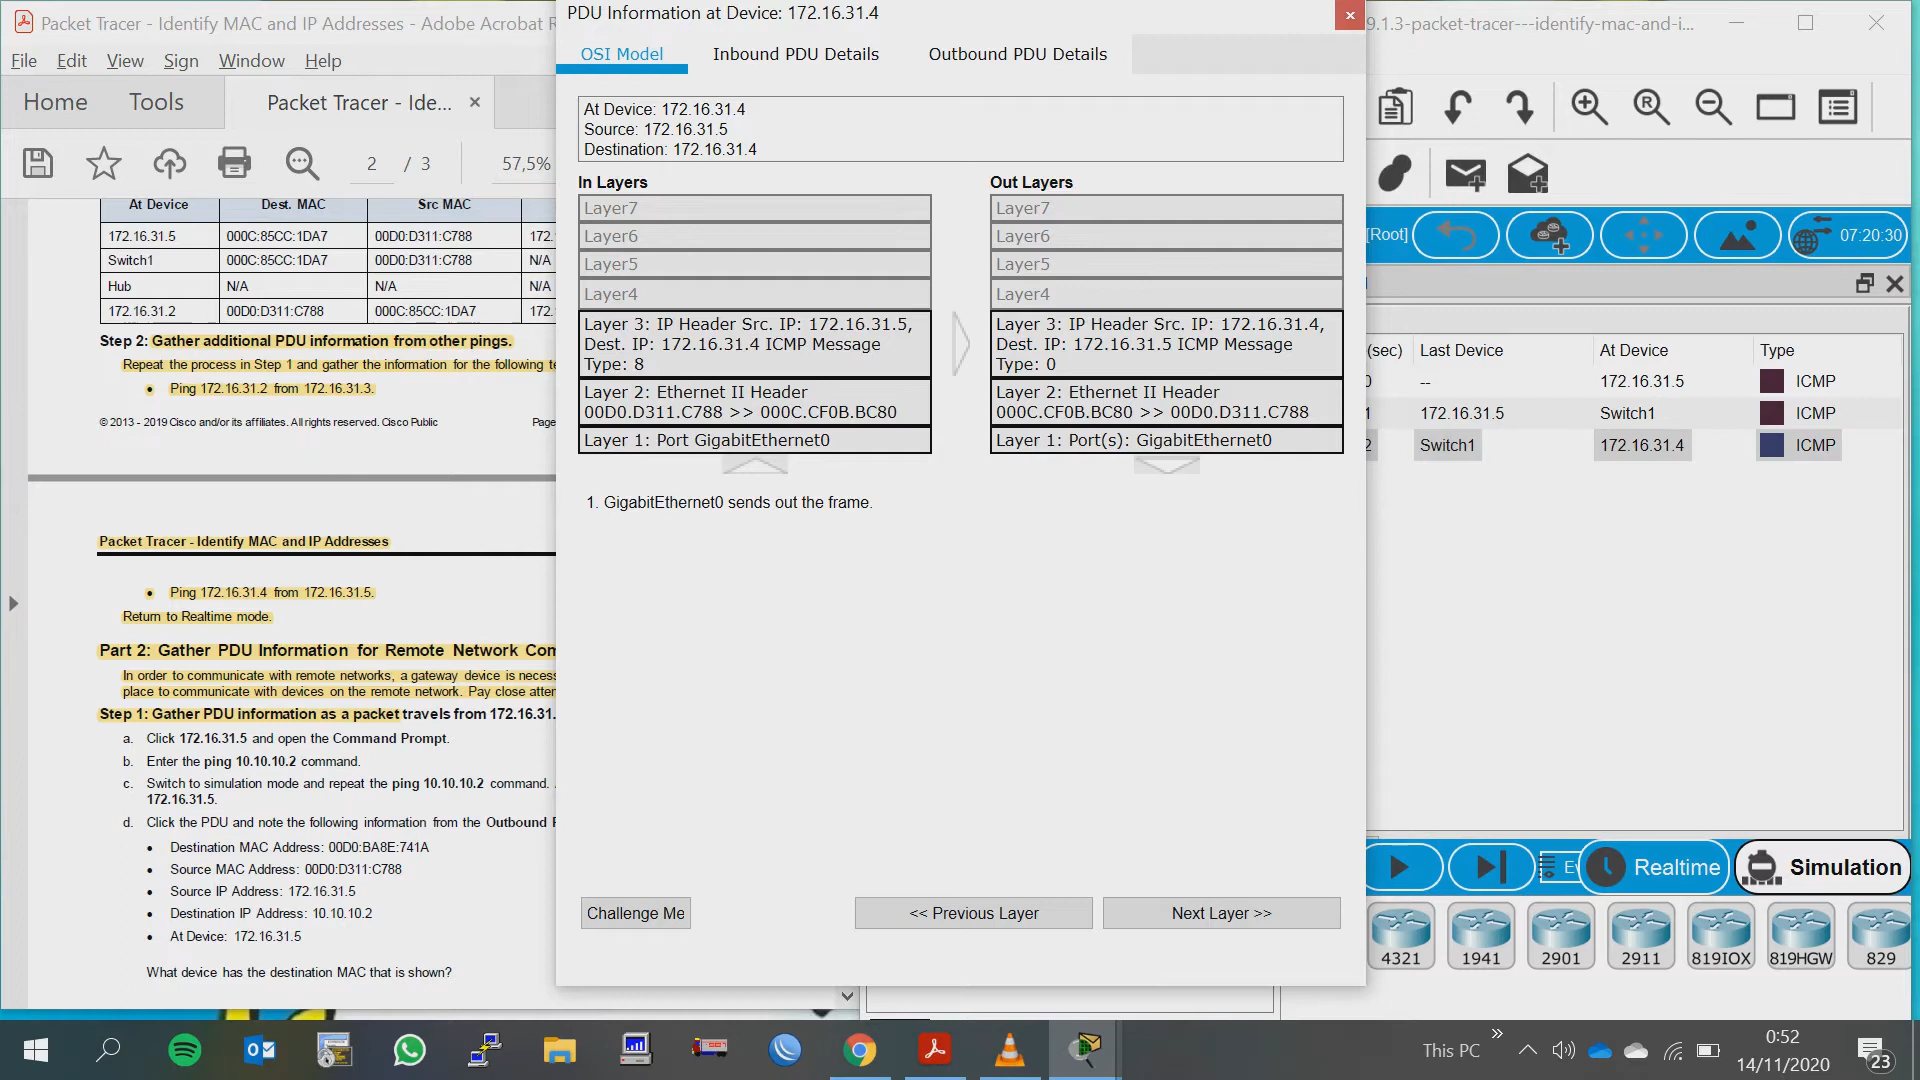 Packet Tracer - Identify MAC and IP Addresses - Adobe Acrobat R
File Edit View Sign Window Help
Home Tools Packet Tracer - Ide... ×
2 / 3 57,5%
At Device Dest. MAC Src MAC
172.16.31.5 000C:85CC:1DA7 00D0:D311:C788 172.
Switch1 000C:85CC:1DA7 00D0:D311:C788 N/A
Hub N/A N/A N/A
172.16.31.2 00D0:D311:C788 000C:85CC:1DA7 172.
Step 2: Gather additional PDU information from other pings.
Repeat the process in Step 1 and gather the information for the following te
• Ping 172.16.31.2 from 172.16.31.3.
© 2013 - 2019 Cisco and/or its affiliates. All rights reserved. Cisco Public Page
Packet Tracer - Identify MAC and IP Addresses
• Ping 172.16.31.4 from 172.16.31.5.
Return to Realtime mode.
Part 2: Gather PDU Information for Remote Network Com
In order to communicate with remote networks, a gateway device is necess
place to communicate with devices on the remote network. Pay close atten
Step 1: Gather PDU information as a packet travels from 172.16.31.
a. Click 172.16.31.5 and open the Command Prompt.
b. Enter the ping 10.10.10.2 command.
c. Switch to simulation mode and repeat the ping 10.10.10.2 command.
172.16.31.5.
d. Click the PDU and note the following information from the Outbound P
• Destination MAC Address: 00D0:BA8E:741A
• Source MAC Address: 00D0:D311:C788
• Source IP Address: 172.16.31.5
• Destination IP Address: 10.10.10.2
• At Device: 172.16.31.5
What device has the destination MAC that is shown?
PDU Information at Device: 172.16.31.4
x
OSI Model Inbound PDU Details Outbound PDU Details
At Device: 172.16.31.4
Source: 172.16.31.5
Destination: 172.16.31.4
In Layers
Layer7
Layer6
Layer5
Layer4
Layer 3: IP Header Src. IP: 172.16.31.5,
Dest. IP: 172.16.31.4 ICMP Message
Type: 8
Layer 2: Ethernet II Header
00D0.D311.C788 >> 000C.CF0B.BC80
Layer 1: Port GigabitEthernet0
Out Layers
Layer7
Layer6
Layer5
Layer4
Layer 3: IP Header Src. IP: 172.16.31.4,
Dest. IP: 172.16.31.5 ICMP Message
Type: 0
Layer 2: Ethernet II Header
000C.CF0B.BC80 >> 00D0.D311.C788
Layer 1: Port(s): GigabitEthernet0
1. GigabitEthernet0 sends out the frame.
Challenge Me << Previous Layer Next Layer >>
9.1.3-packet-tracer---identify-mac-and-i...
R
[Root] 07:20:30
(sec) Last Device At Device Type
0 -- 172.16.31.5 ICMP
1 172.16.31.5 Switch1 ICMP
2 Switch1 172.16.31.4 ICMP
Ev Realtime Simulation
4321 1941 2901 2911 819IOX 819HGW 829
This PC » 0:52
14/11/2020 23